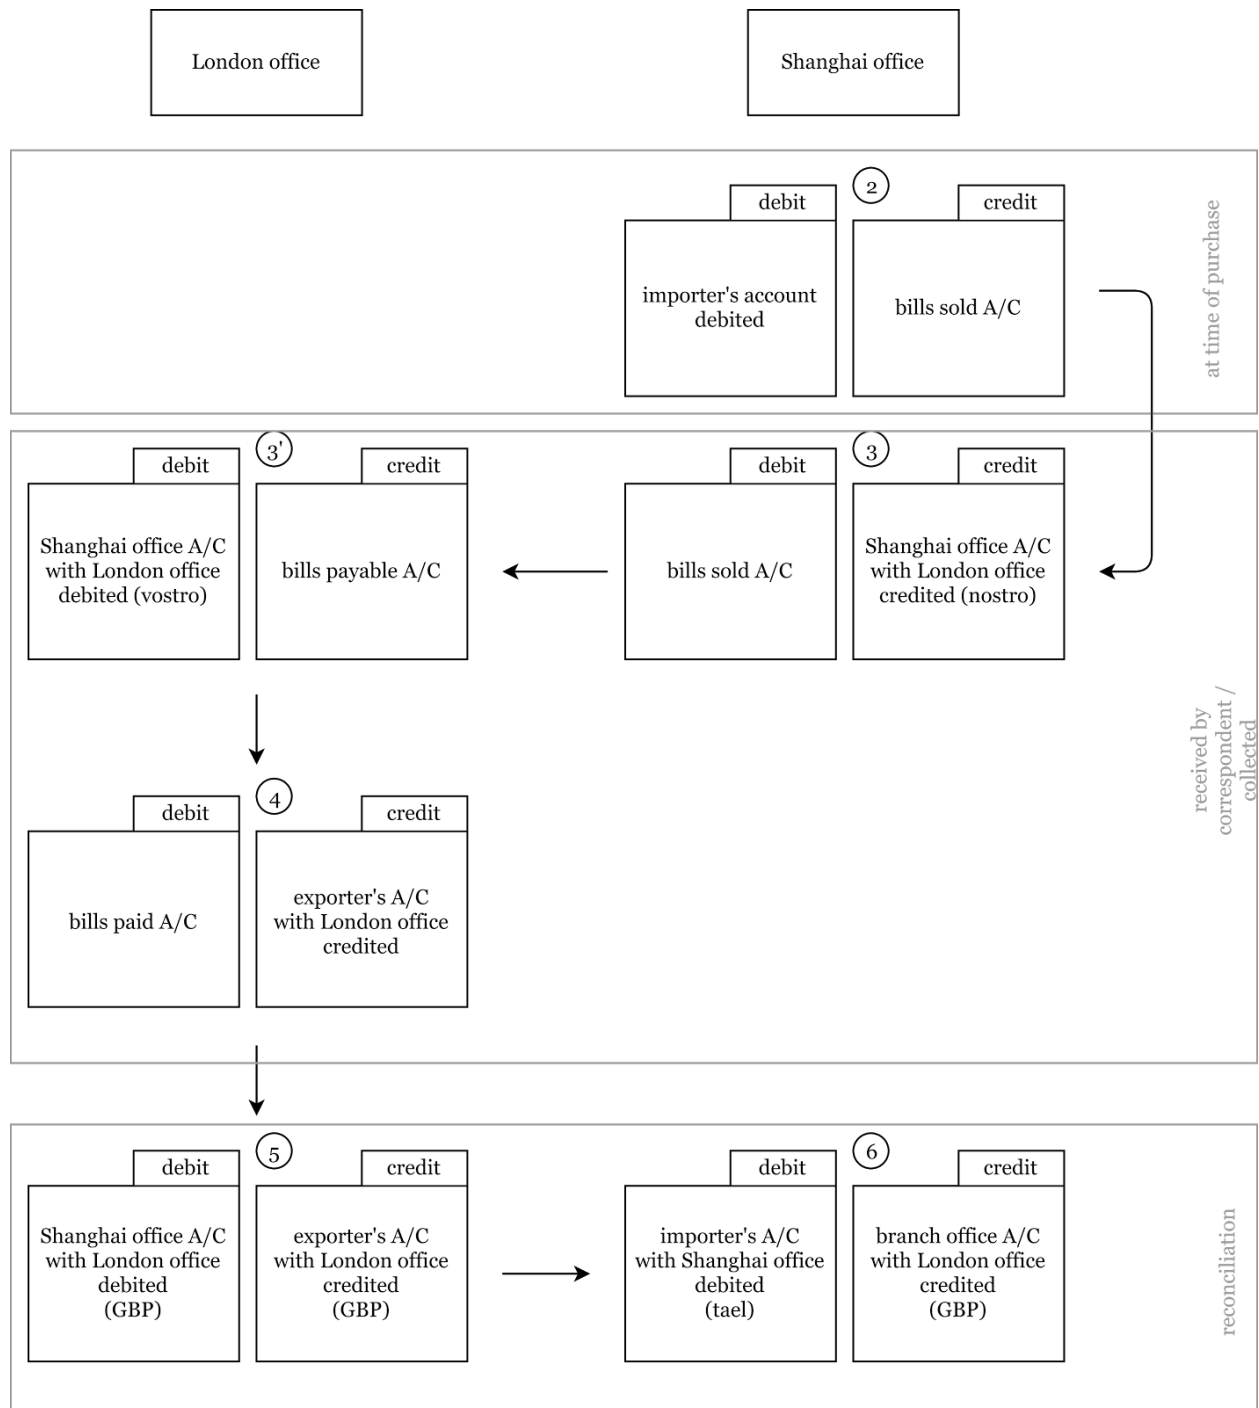 London office
Shanghai office
debit
2
credit
importer's account
debited
bills sold A/C
at time of purchase
debit
3'
credit
Shanghai office A/C
with London office
debited (vostro)
bills payable A/C
debit
3
credit
bills sold A/C
Shanghai office A/C
with London office
credited (nostro)
received by
correspondent /
collected
debit
4
credit
bills paid A/C
exporter's A/C
with London office
credited
debit
5
credit
Shanghai office A/C
with London office
debited
(GBP)
exporter's A/C
with London office
credited
(GBP)
debit
6
credit
importer's A/C
with Shanghai office
debited
(tael)
branch office A/C
with London office
credited
(GBP)
reconciliation